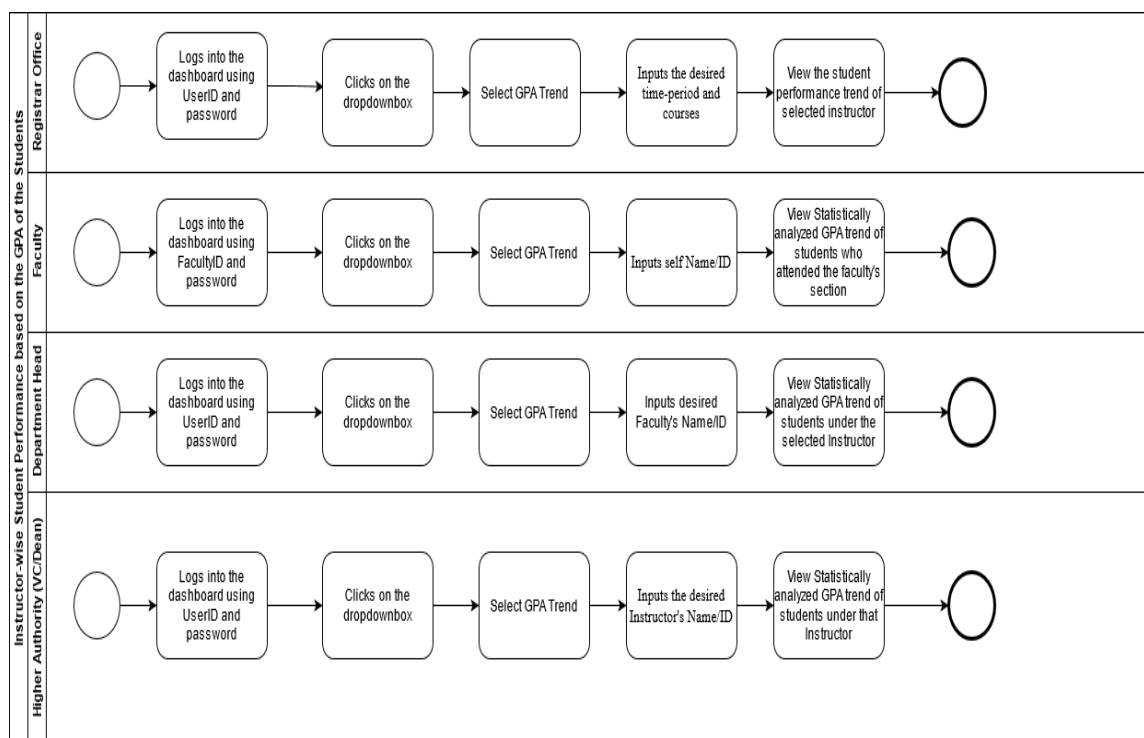 Instructor-wise Student Performance based on the GPA of the Students
Registrar Office
Logs into the
dashboard using
UserID and
password
Clicks on the
dropdownbox
Select GPA Trend
Inputs the desired
time-period and
courses
View the student
performance trend of
selected instructor
Faculty
Logs into the
dashboard using
FacultyID and
password
Clicks on the
dropdownbox
Select GPA Trend
Inputs self Name/ID
View Statistically
analyzed GPA trend of
students who
attended the faculty's
section
Department Head
Logs into the
dashboard using
UserID and
password
Clicks on the
dropdownbox
Select GPA Trend
Inputs desired
Faculty's Name/ID
View Statistically
analyzed GPA trend of
students under the
selected Instructor
Higher Authority (VC/Dean)
Logs into the
dashboard using
UserID and
password
Clicks on the
dropdownbox
Select GPA Trend
Inputs the desired
Instructor's Name/ID
View Statistically
analyzed GPA trend of
students under that
Instructor